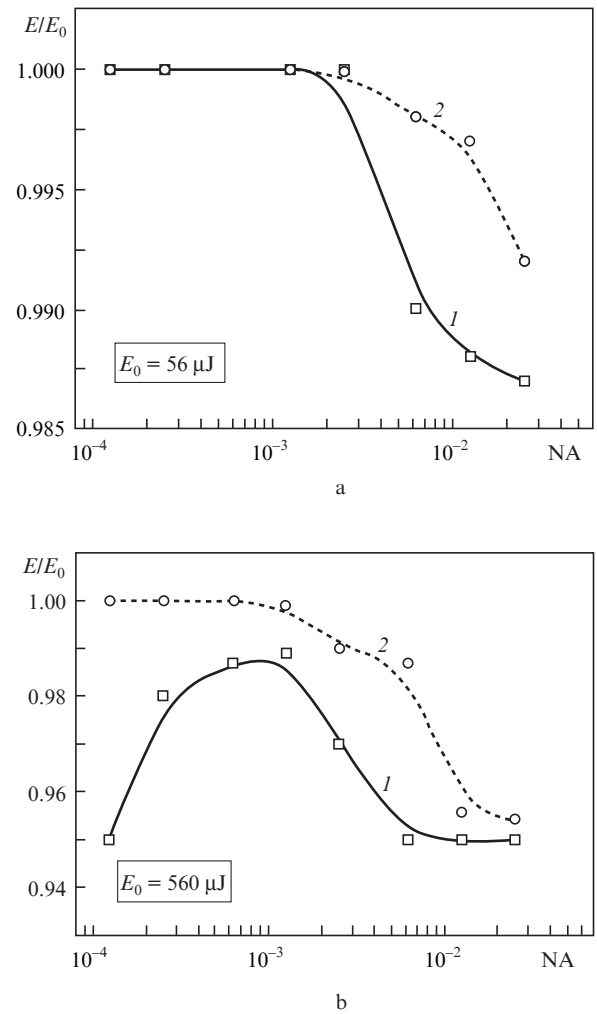 E/E₀
1.000
2
0.995
0.990
1
E₀ = 56 μJ
0.985
10⁻⁴
10⁻³
10⁻²
NA
a
E/E₀
1.00
2
0.98
0.96
1
E₀ = 560 μJ
0.94
10⁻⁴
10⁻³
10⁻²
NA
b